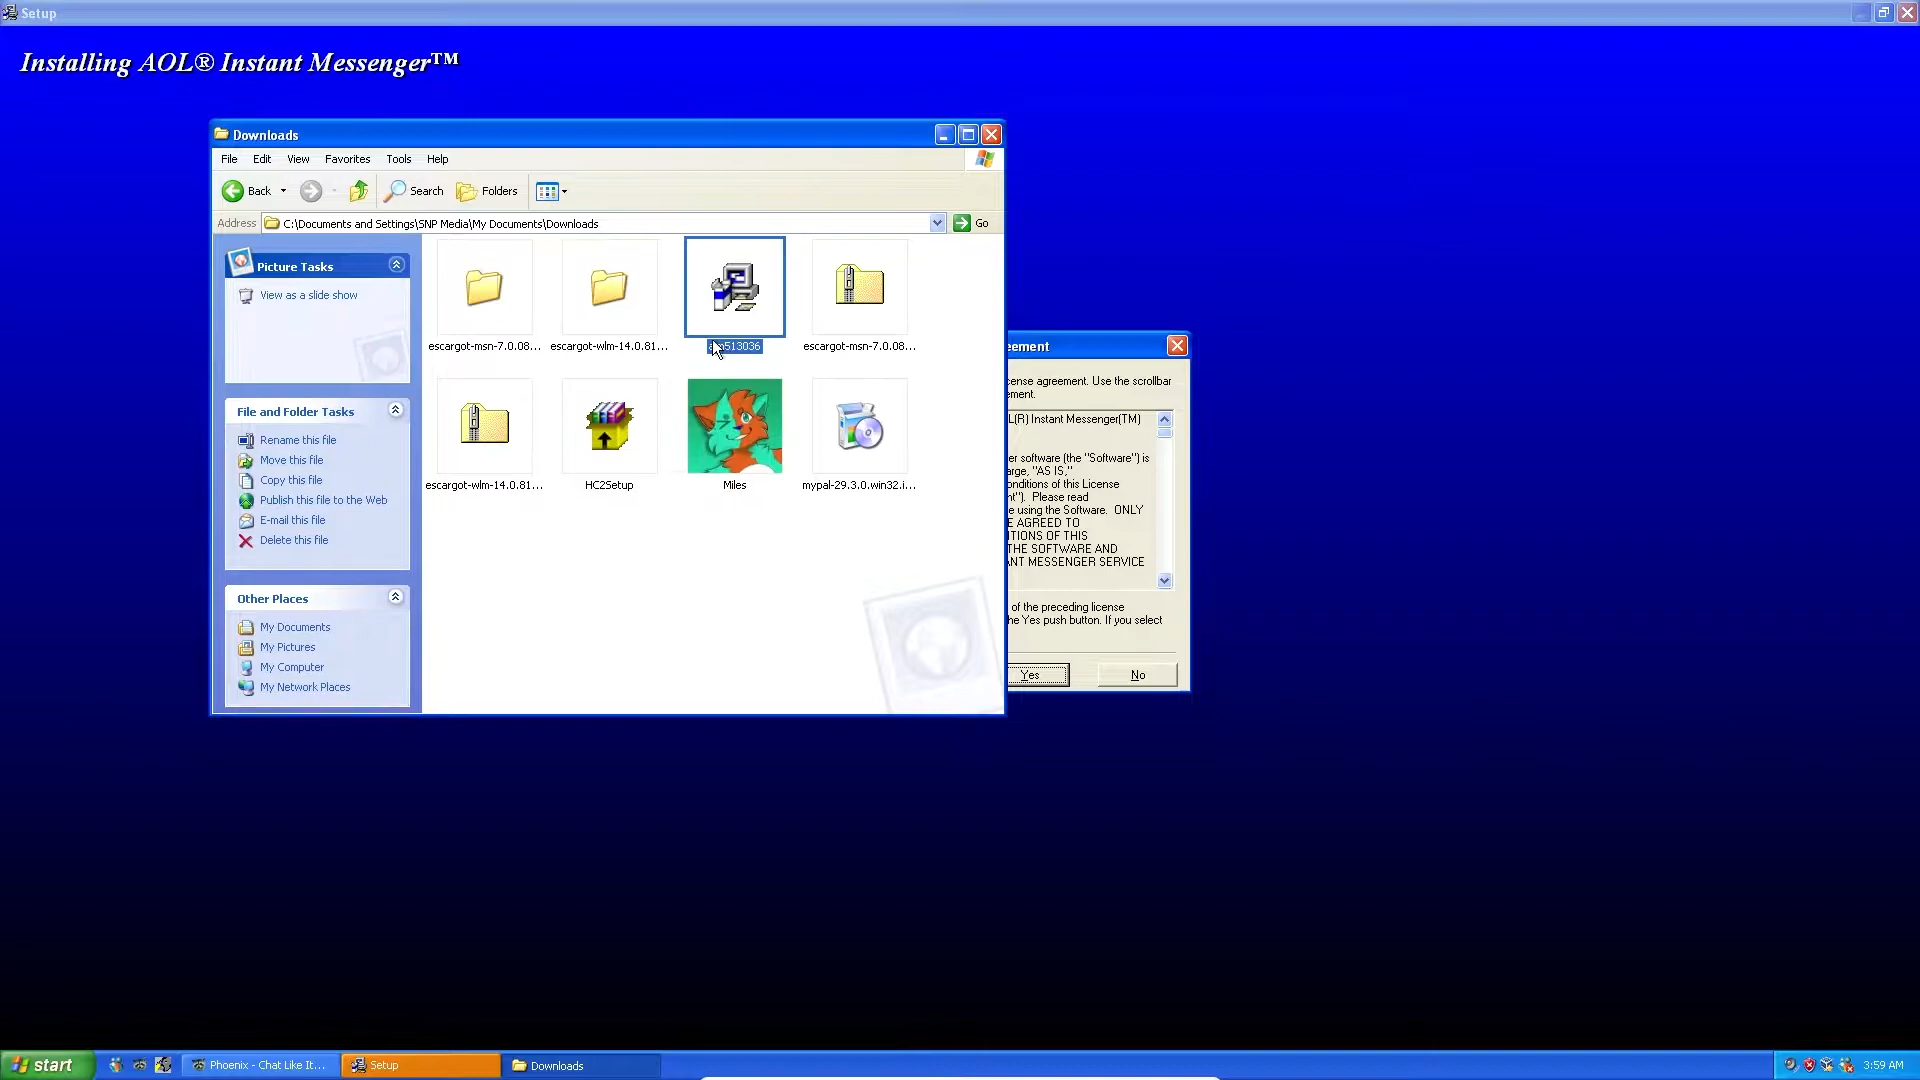 Setup
Installing AOL® Instant Messenger™
Downloads
File Edit View Favorites Tools Help
Back Search Folders
Address C:\Documents and Settings\SNP Media\My Documents\Downloads Go
Picture Tasks
View as a slide show
File and Folder Tasks
Rename this file
Move this file
Copy this file
Publish this file to the Web
E-mail this file
Delete this file
Other Places
My Documents
My Pictures
My Computer
My Network Places
escargot-msn-7.0.08... escargot-wlm-14.0.81... 513036 escargot-msn-7.0.08...
escargot-wlm-14.0.81... HC2Setup Miles mypal-29.3.0.win32.i...
eement
ense agreement. Use the scrollbar
ement.
L(R) Instant Messenger(TM)
er software (the "Software") is
arge, "AS IS,"
onditions of this License
nt"). Please read
e using the Software. ONLY
E AGREED TO
ITIONS OF THIS
THE SOFTWARE AND
ANT MESSENGER SERVICE
of the preceding license
he Yes push button. If you select
Yes No
start Phoenix - Chat Like It... Setup Downloads 3:59 AM